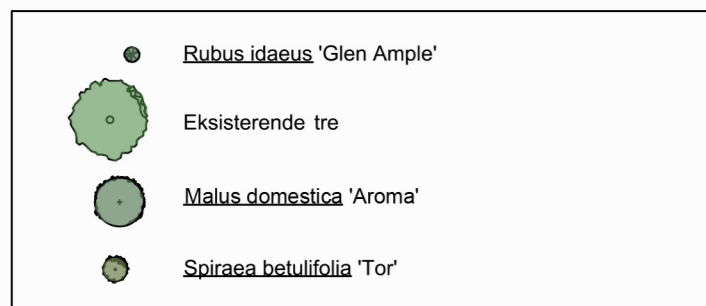 Rubus idaeus 'Glen Ample'
Eksisterende tre
Malus domestica 'Aroma'
Spiraea betulifolia 'Tor'